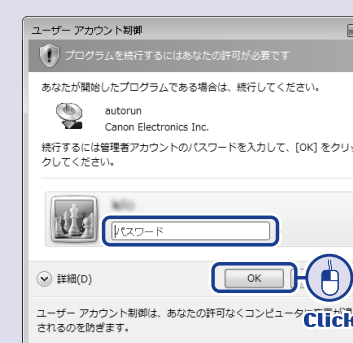 ユーザー アカウント制御
プログラムを続行するにはあなたの許可が必要です
あなたが開始したプログラムである場合は、続行してください。
autorun
Canon Electronics Inc.
続行するには管理者アカウントのパスワードを入力して、[OK] をクリッ
クしてください。
パスワード
詳細(D)
OK
Click
ユーザー アカウント制御は、あなたの許可なくコンピュータ
されるのを防ぎます。